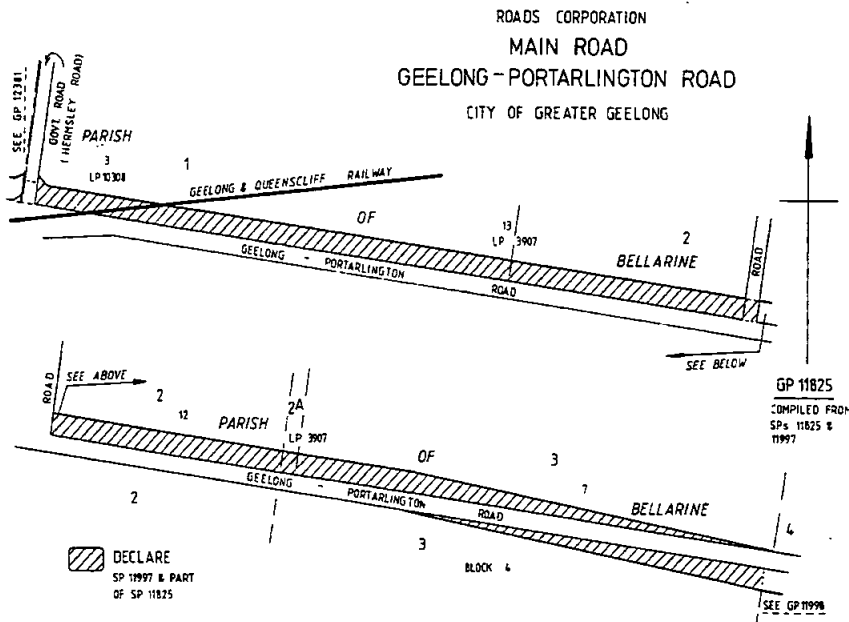 ROADS CORPORATION
MAIN ROAD
GEELONG - PORTARLINGTON ROAD
CITY OF GREATER GEELONG
SEE GP 12381
GOVT. ROAD
(HERMSLEY ROAD)
PARISH
3
LP 10308
1
GEELONG & QUEENSCLIFF RAILWAY
OF
13
LP 3907
2
BELLARINE
ROAD
GEELONG - PORTARLINGTON ROAD
SEE BELOW
GP 11825
COMPILED FROM
SPs 11825 &
11997
ROAD
SEE ABOVE
2
12
PARISH
2A
LP 3907
OF
3
7
BELLARINE
4
GEELONG - PORTARLINGTON ROAD
2
3
BLOCK 4
DECLARE
SP 11997 & PART
OF SP 11825
SEE GP 11998